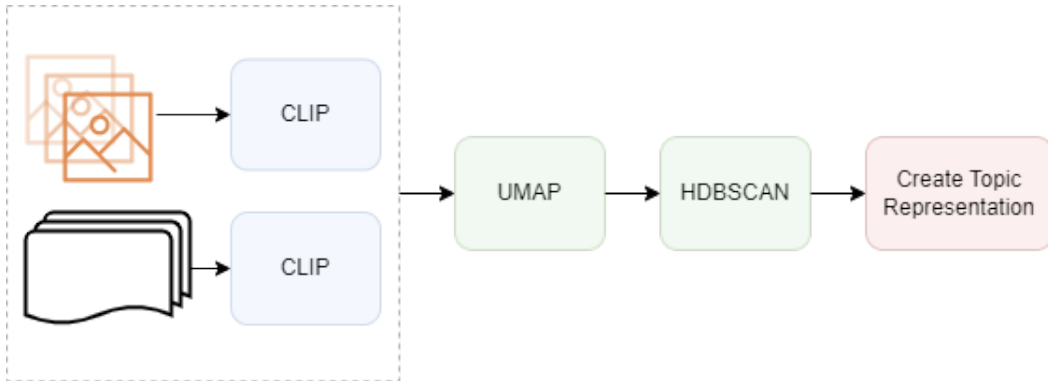 CLIP
CLIP
UMAP
HDBSCAN
Create Topic
Representation